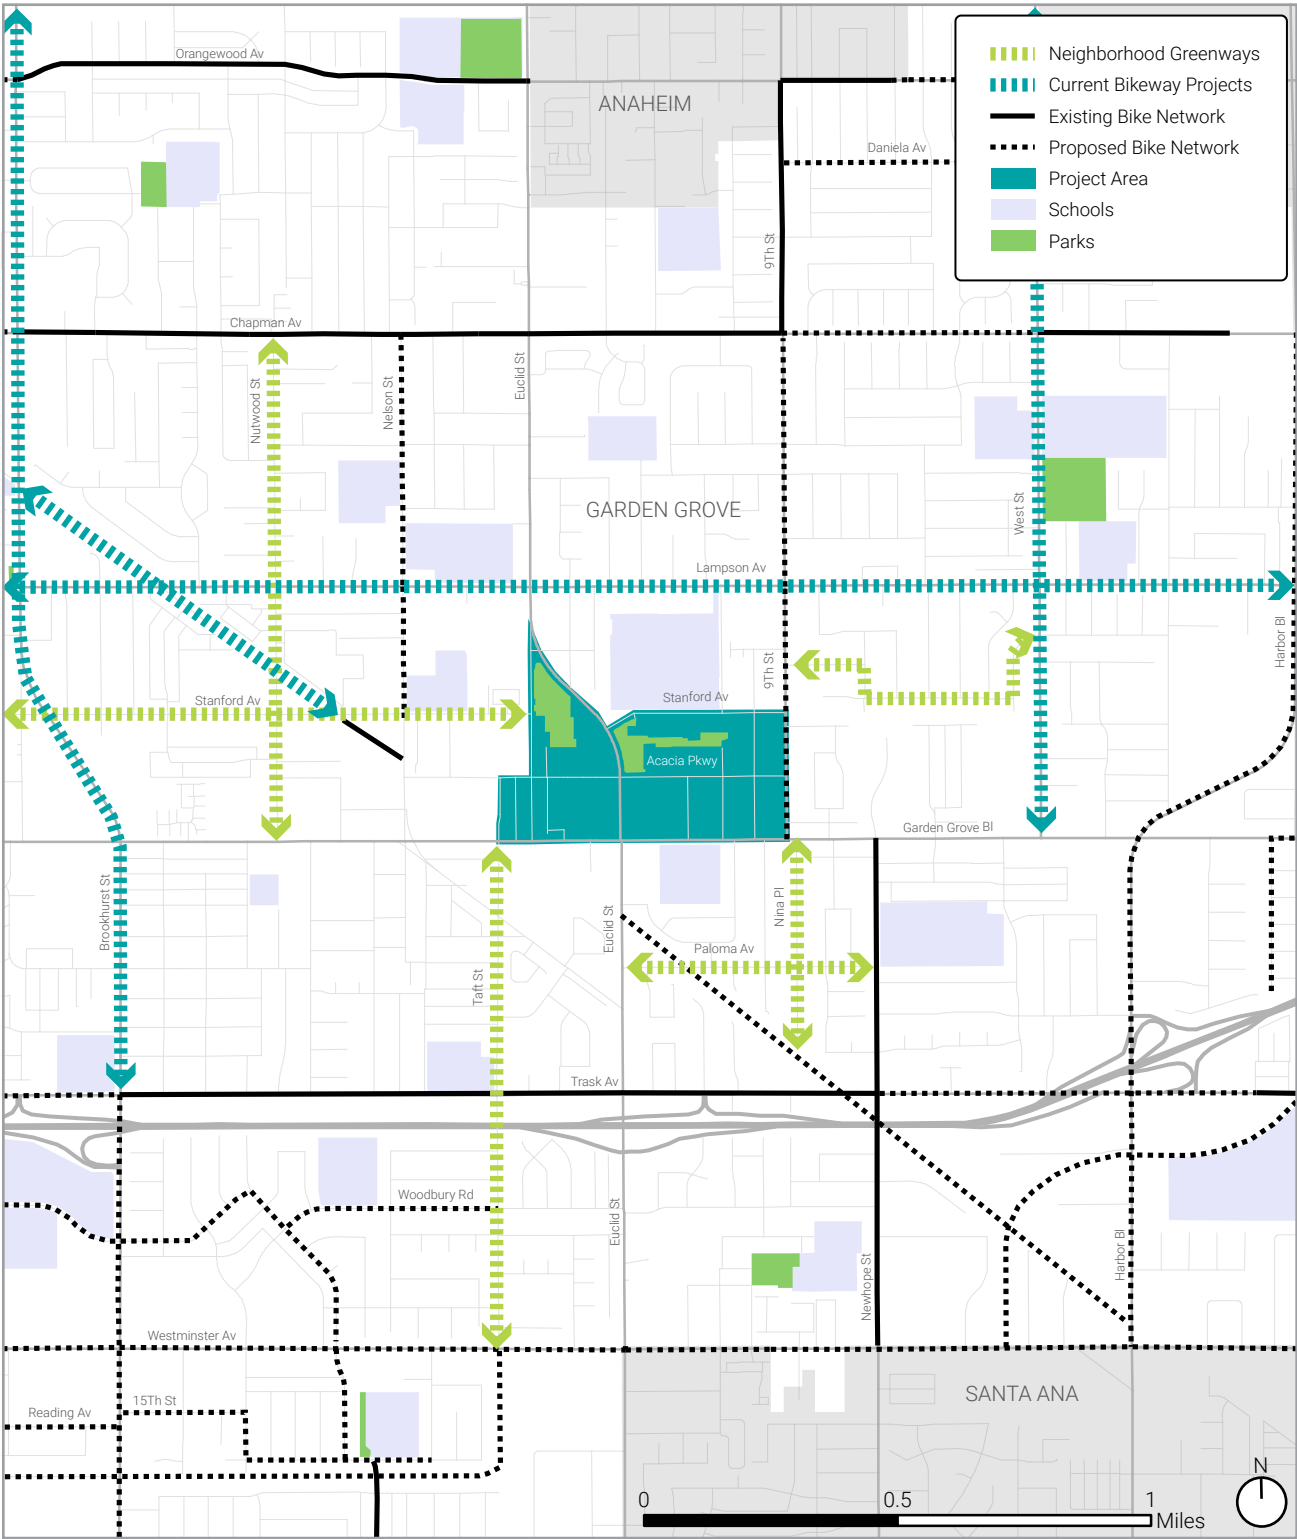 Orangewood Av
ANAHEIM
Neighborhood Greenways
Current Bikeway Projects
Existing Bike Network
Proposed Bike Network
Project Area
Schools
Parks
Daniela Av
9Th St
Chapman Av
Nutwood St
Nelson St
Euclid St
GARDEN GROVE
West St
Lampson Av
Harbor Bl
9Th St
Stanford Av
Stanford Av
Acacia Pkwy
Garden Grove Bl
Brookhurst St
Nina Pl
Euclid St
Paloma Av
Taft St
Trask Av
Woodbury Rd
Euclid St
Newhope St
Harbor Bl
Westminster Av
15Th St
Reading Av
SANTA ANA
N
0 0.5 1
Miles